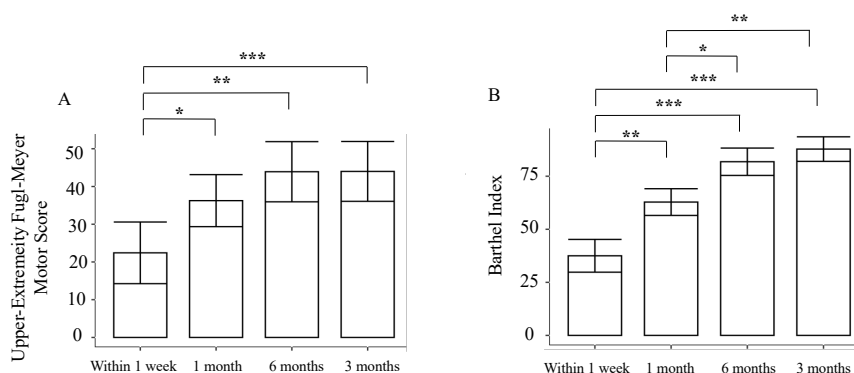 A
***
**
*
Upper-Extremeity Fugl-Meyer
Motor Score
50
40
30
20
10
0
Within 1 week 1 month 6 months 3 months
B
**
*
***
***
**
Barthel Index
75
50
25
0
Within 1 week 1 month 6 months 3 months